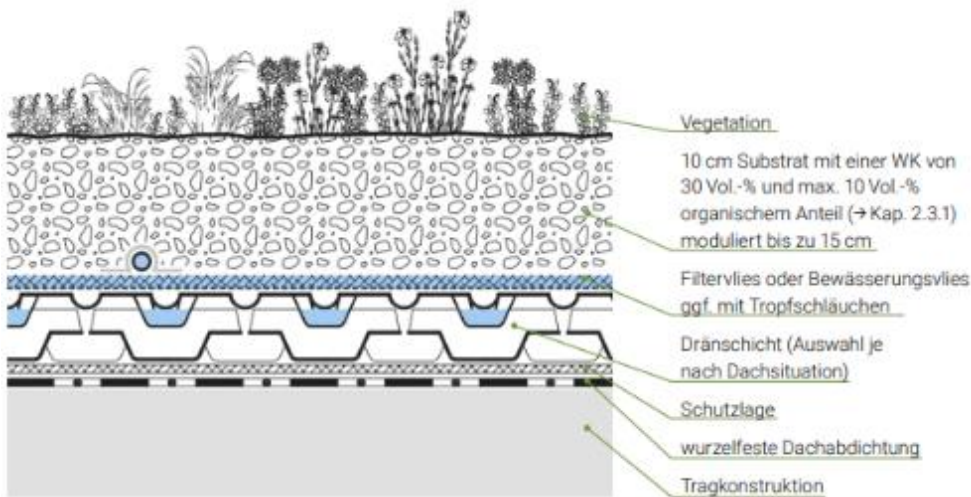 Vegetation
10 cm Substrat mit einer WK von
30 Vol.-% und max. 10 Vol.-%
organischem Anteil (→ Kap. 2.3.1)
moduliert bis zu 15 cm
Filtervlies oder Bewässerungsvlies
ggf. mit Tropfschläuchen
Dränschicht (Auswahl je
nach Dachsituation)
Schutzlage
wurzelfeste Dachabdichtung
Tragkonstruktion